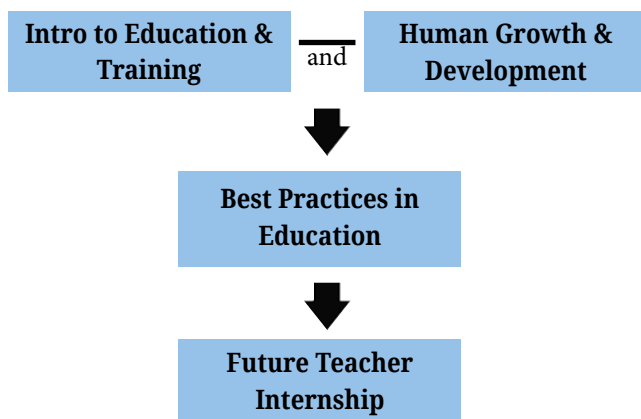 Intro to Education &
Training
and
Human Growth &
Development
Best Practices in
Education
Future Teacher
Internship